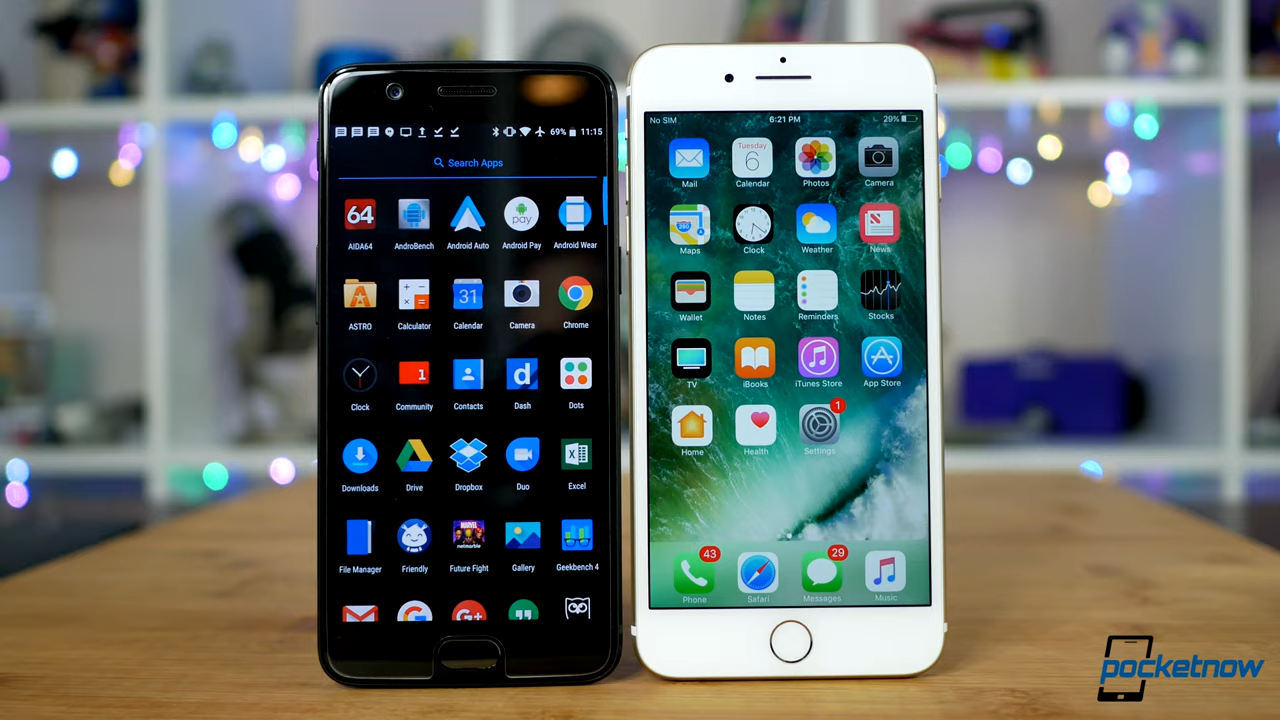 69% 11:15
Search Apps
64
AIDA64 AndroBench Android Auto Android Pay Android Wear
pay
31
ASTRO Calculator Calendar Camera Chrome
1
d
Clock Community Contacts Dash Dots
Downloads Drive Dropbox Duo Excel
MARVEL
netmarble
File Manager Friendly Future Fight Gallery Geekbench 4
G+
No SIM 6:21 PM 29%
Tuesday
6
Mail Calendar Photos Camera
280
Maps Clock Weather News
Wallet Notes Reminders Stocks
TV iBooks iTunes Store App Store
1
Home Health Settings
43 29
Phone Safari Messages Music
pocketnow